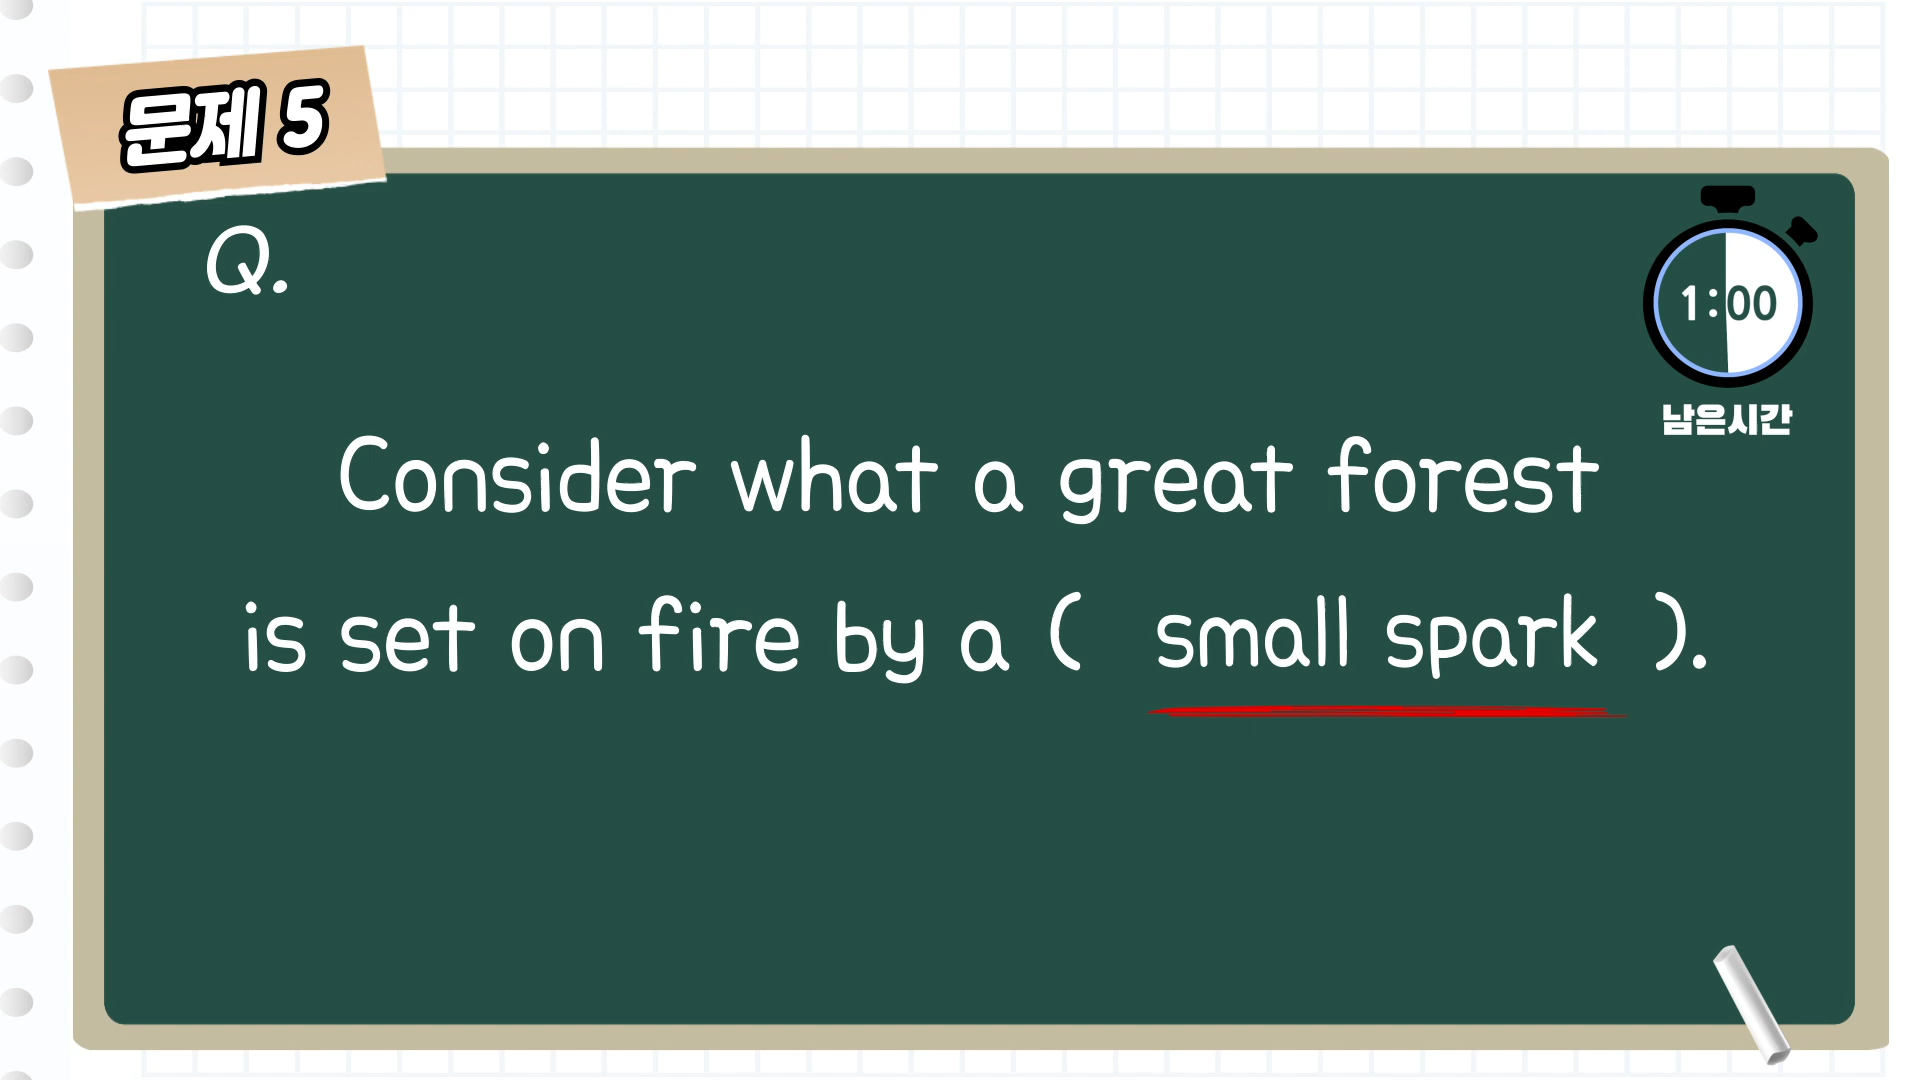 문제 5
Q.
1:00
남은시간
Consider what a great forest
is set on fire by a ( small spark ).